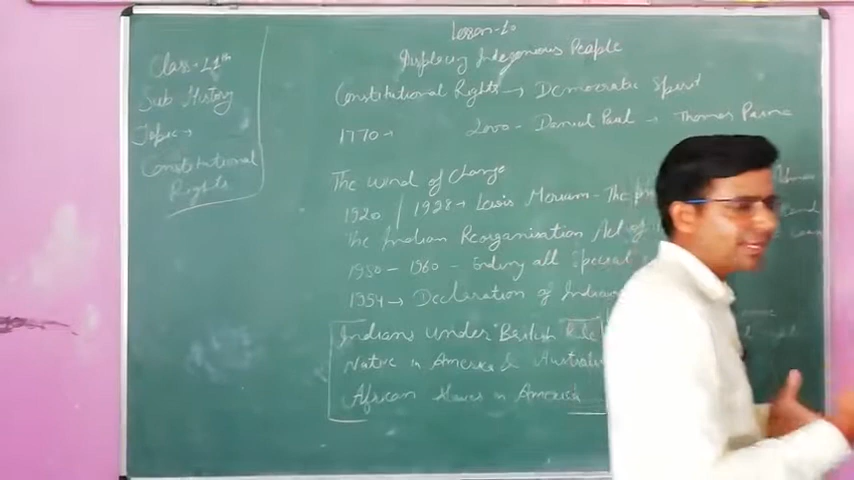 Class - 11th
Sub History
Topic →
Constitutional
Rights
Lesson - 10
Displacing Indegenous People
Constitutional Rights → Democratic Spirit
1770 → 2000 - Daniel Paul → Thomas Paine
The Wind of Change
1920 / 1928 → Lewis Meriam - The
The Indian Reorganisation Act of
1950 - 1960 - Ending all Special
1954 → Declaration of Indian
Indians under British Rule
Native in America & Australia
African slaves in America